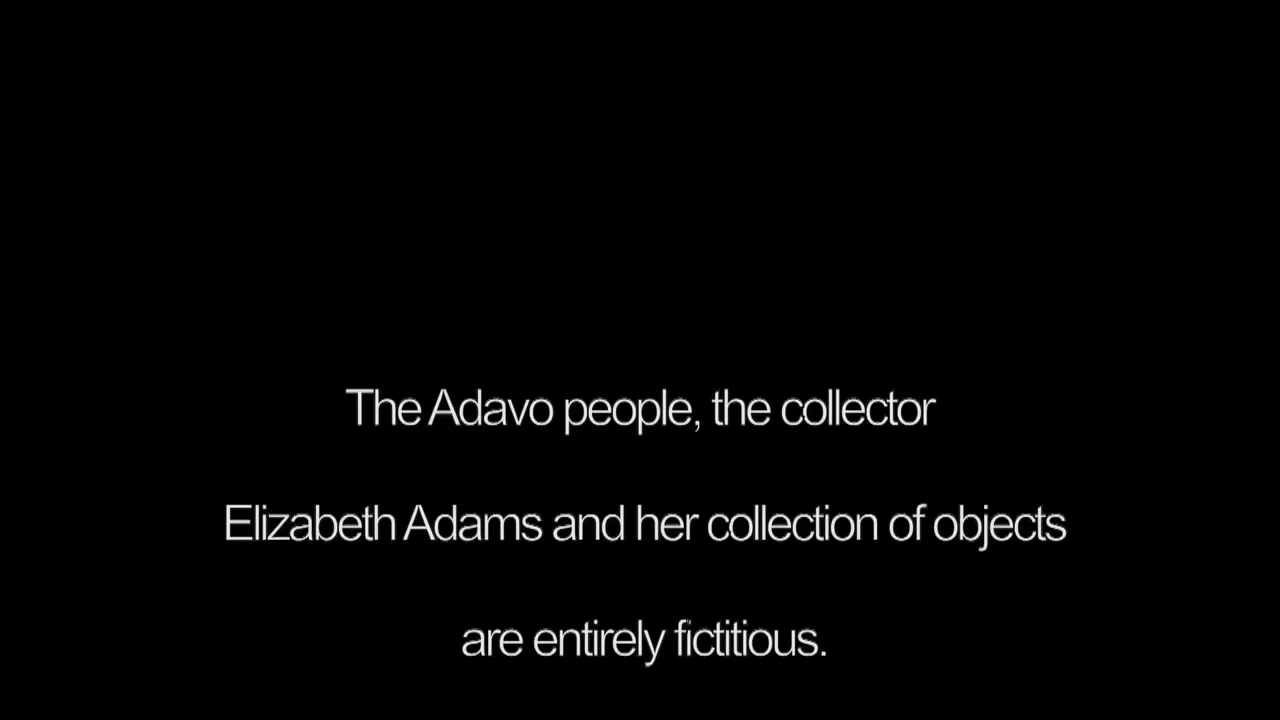 The Adavo people, the collector
Elizabeth Adams and her collection of objects
are entirely fictitious.